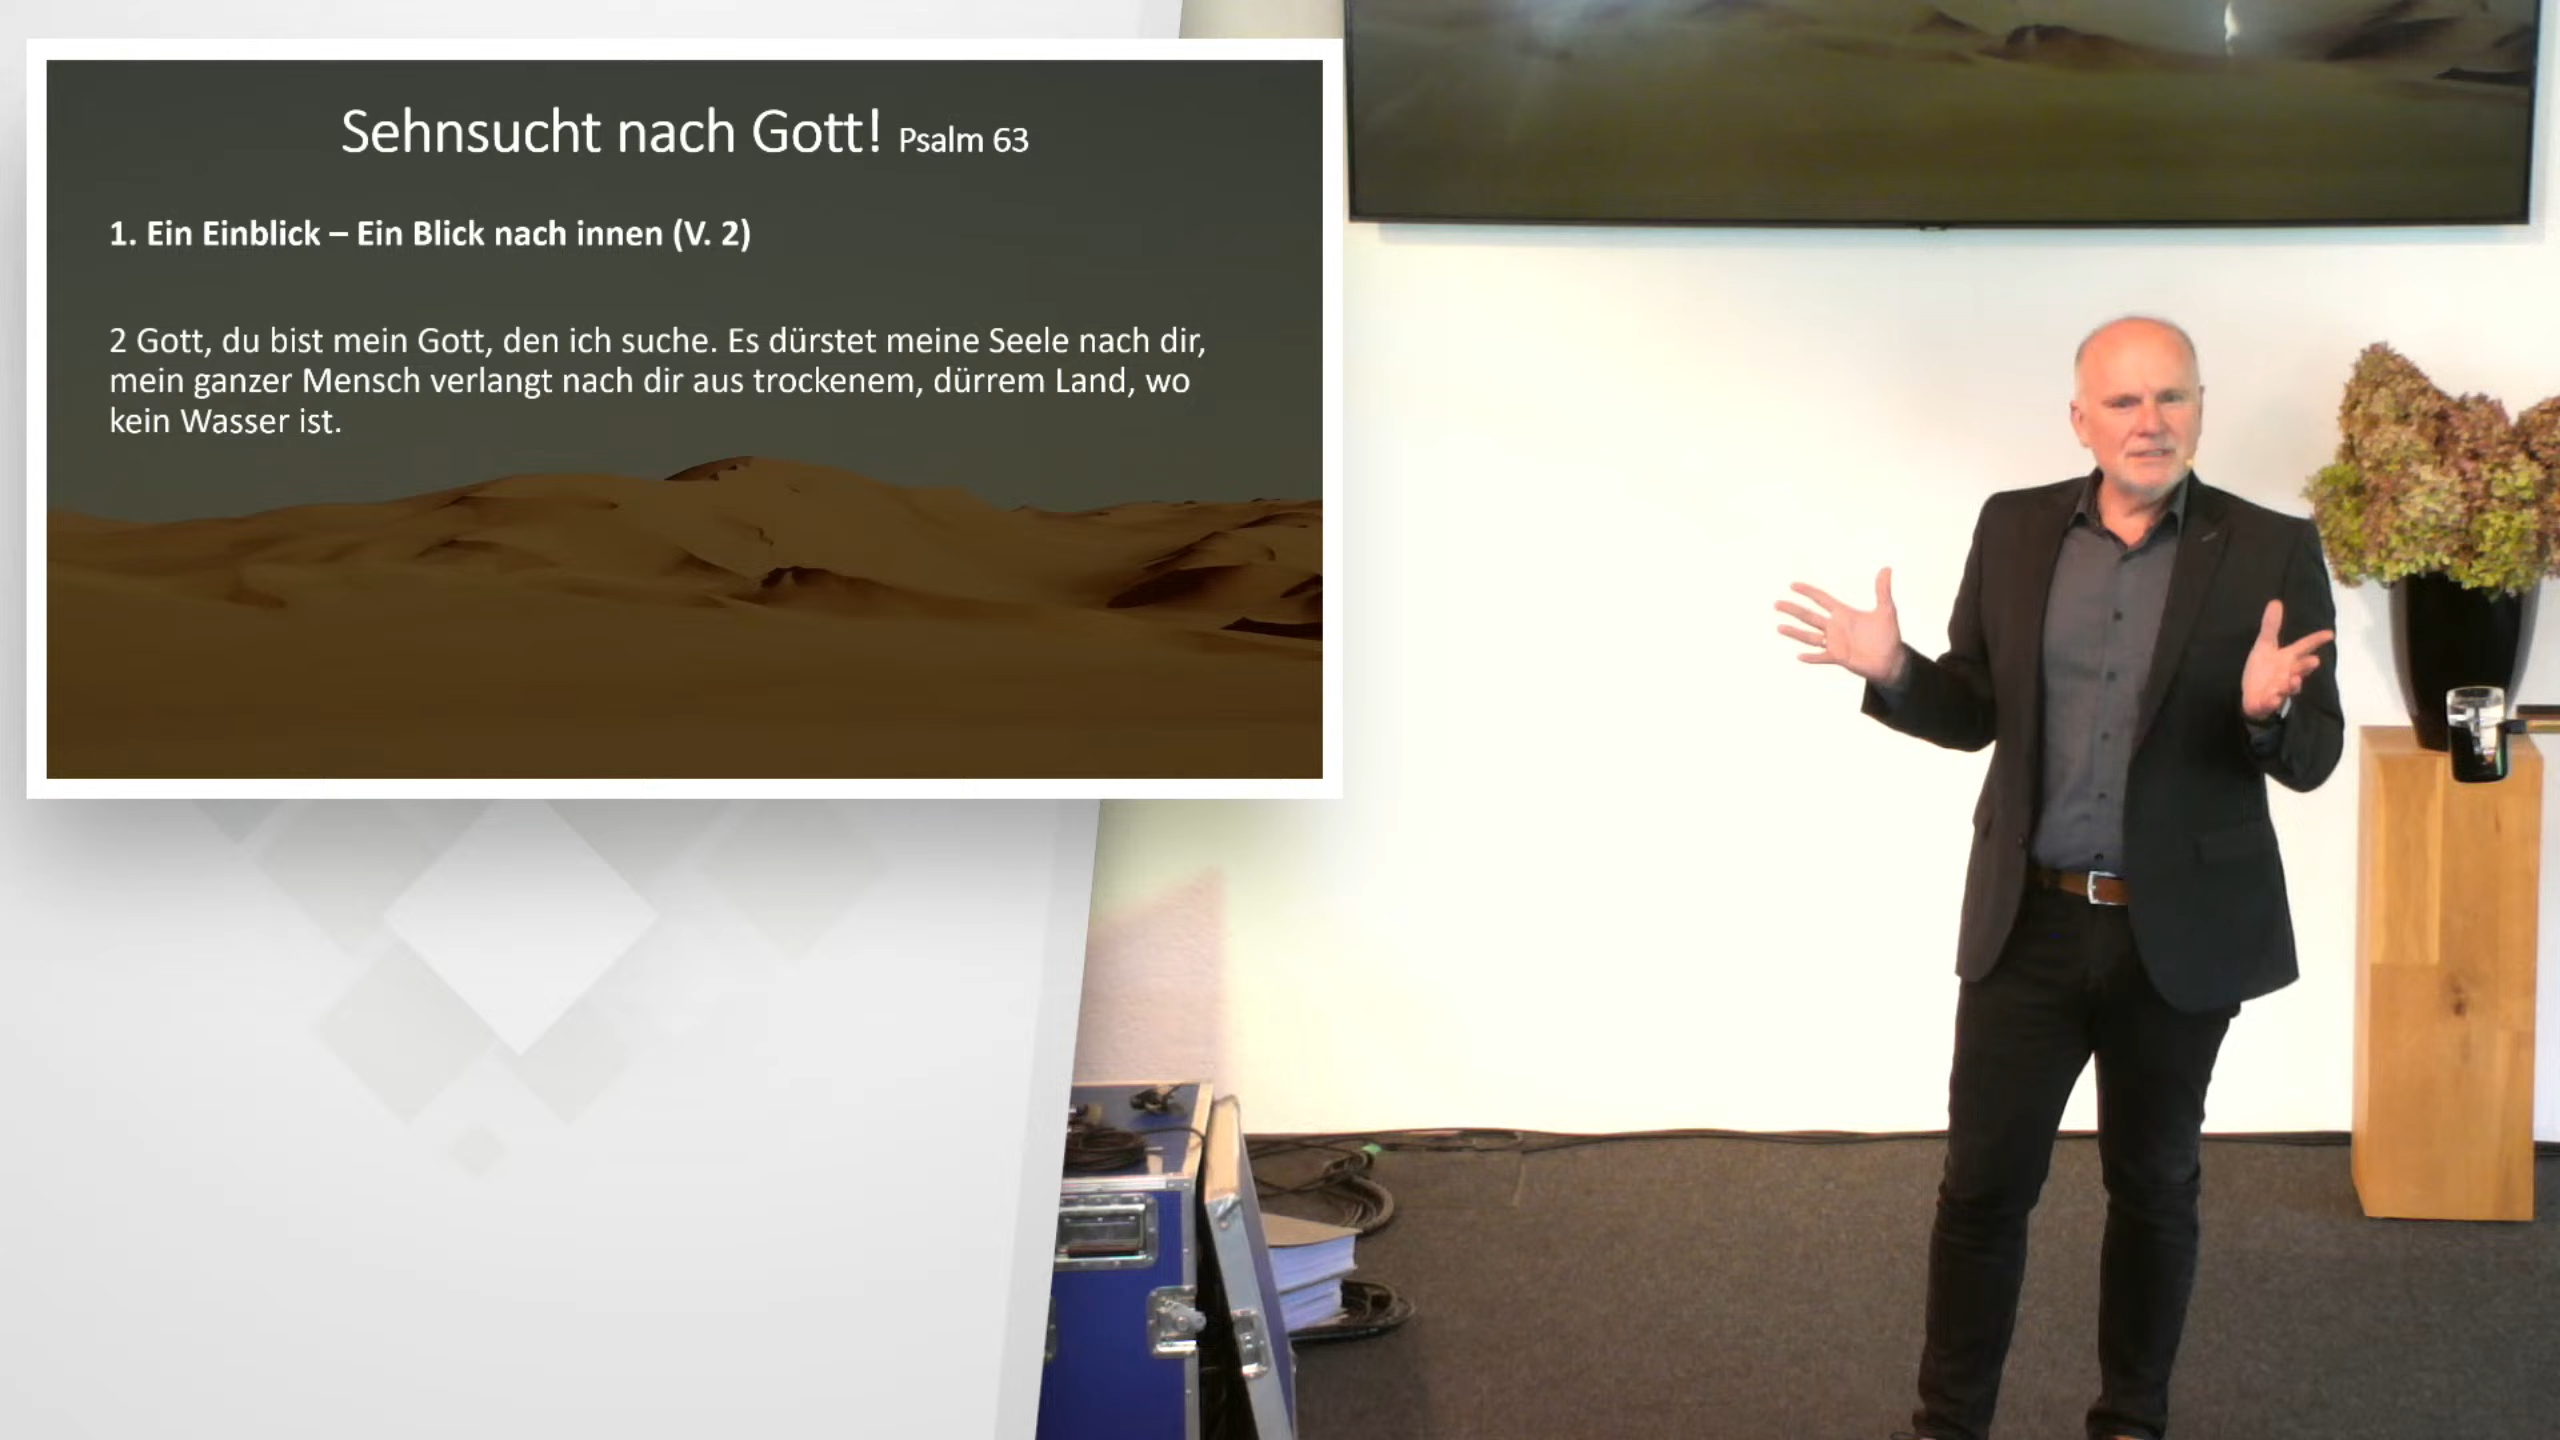 Sehnsucht nach Gott! Psalm 63
1. Ein Einblick – Ein Blick nach innen (V. 2)
2 Gott, du bist mein Gott, den ich suche. Es dürstet meine Seele nach dir,
mein ganzer Mensch verlangt nach dir aus trockenem, dürrem Land, wo
kein Wasser ist.